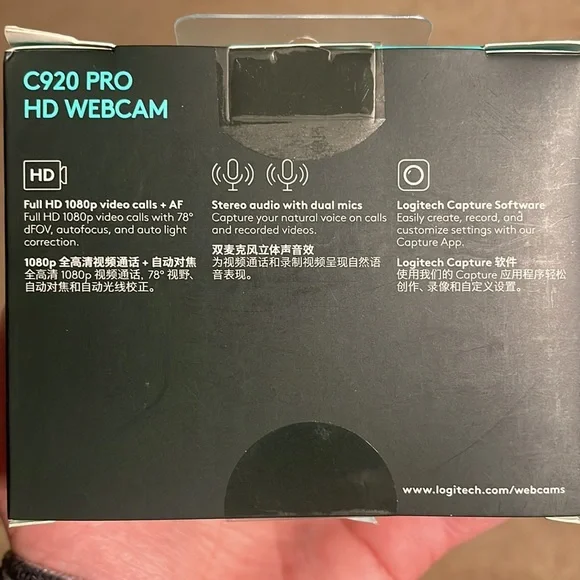 C920 PRO
HD WEBCAM
HD
Full HD 1080p video calls + AF
Full HD 1080p video calls with 78°
dFOV, autofocus, and auto light
correction.
1080p 全高清视频通话 + 自动对焦
全高清 1080p 视频通话, 78° 视野、
自动对焦和自动光线校正。
Stereo audio with dual mics
Capture your natural voice on calls
and recorded videos.
双麦克风立体声音效
为视频通话和录制视频呈现自然语
音表现。
Logitech Capture Software
Easily create, record, and
customize settings with our
Capture App.
Logitech Capture 软件
使用我们的 Capture 应用程序轻松
创作、录像和自定义设置。
www.logitech.com/webcams